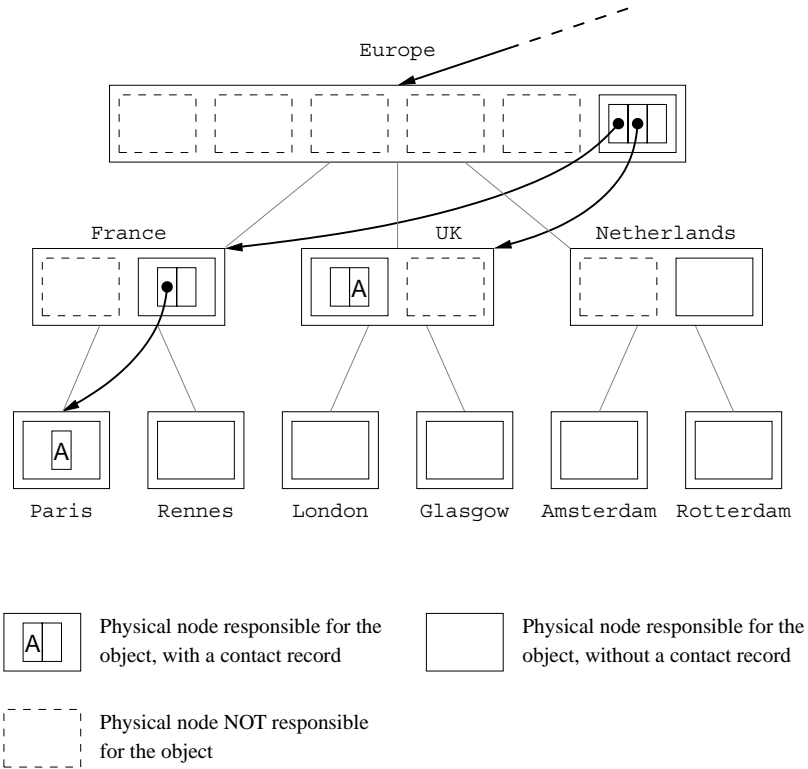 Europe
France
UK
Netherlands
A
A
Paris
Rennes
London
Glasgow
Amsterdam
Rotterdam
A
Physical node responsible for the
object, with a contact record
Physical node responsible for the
object, without a contact record
Physical node NOT responsible
for the object